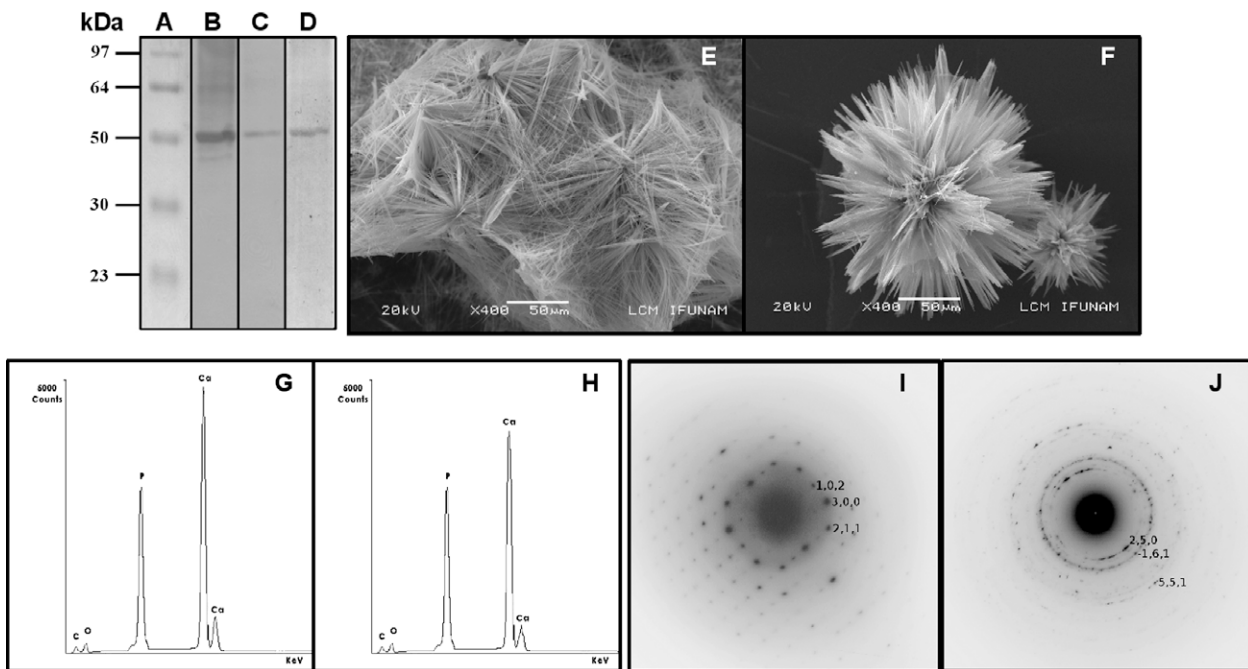 kDa A B C D
97
64
50
30
23
E
20kV X400 50µm LCM IFUNAM
F
20kV X400 50µm LCM IFUNAM
G
5000
Counts
Ca
P
Ca
C O
KeV
H
5000
Counts
Ca
P
Ca
C O
KeV
I
1,0,2
3,0,0
2,1,1
J
2,5,0
-1,6,1
-5,5,1